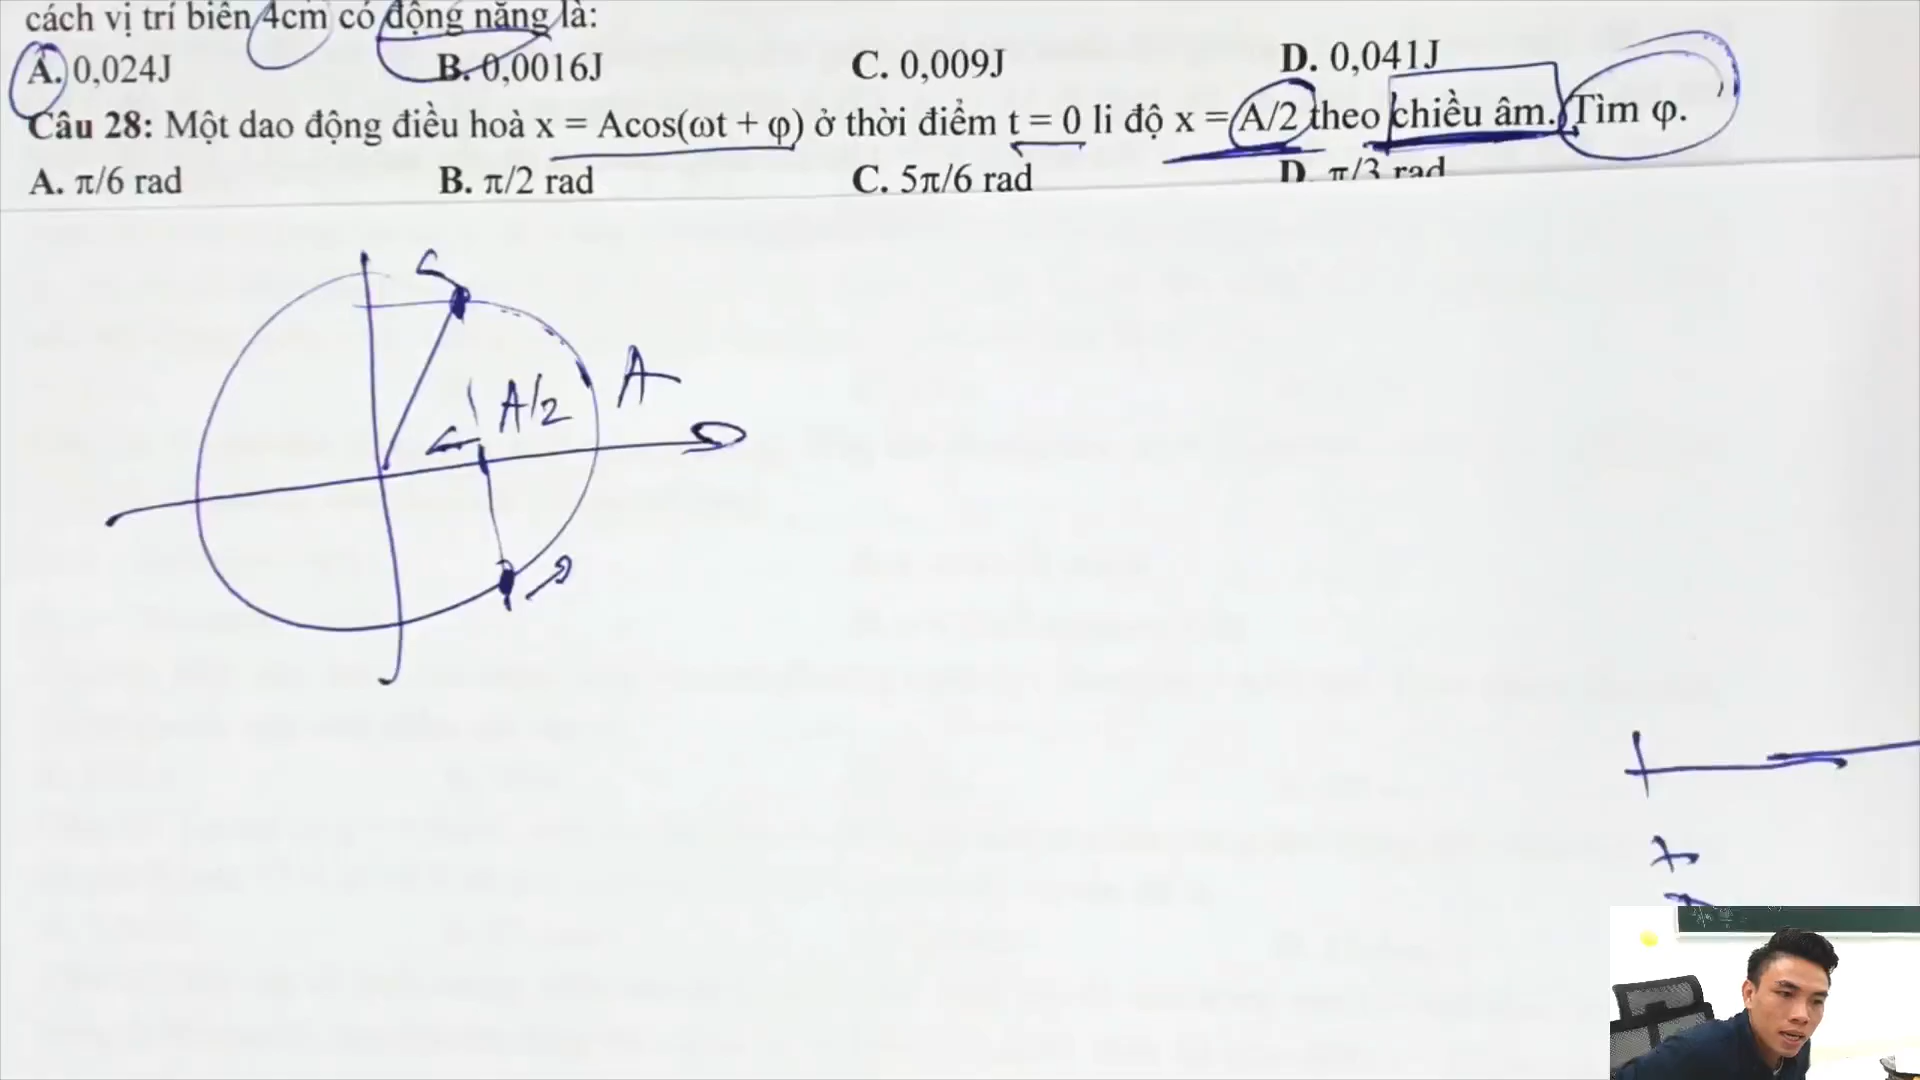 cách vị trí biên 4cm có động năng là:
A. 0,024J B. 0,0016J C. 0,009J D. 0,041J
Câu 28: Một dao động điều hoà x = Acos(ωt + φ) ở thời điểm t = 0 li độ x = A/2 theo chiều âm. Tìm φ.
A. π/6 rad B. π/2 rad C. 5π/6 rad D. π/3 rad
A
A/2